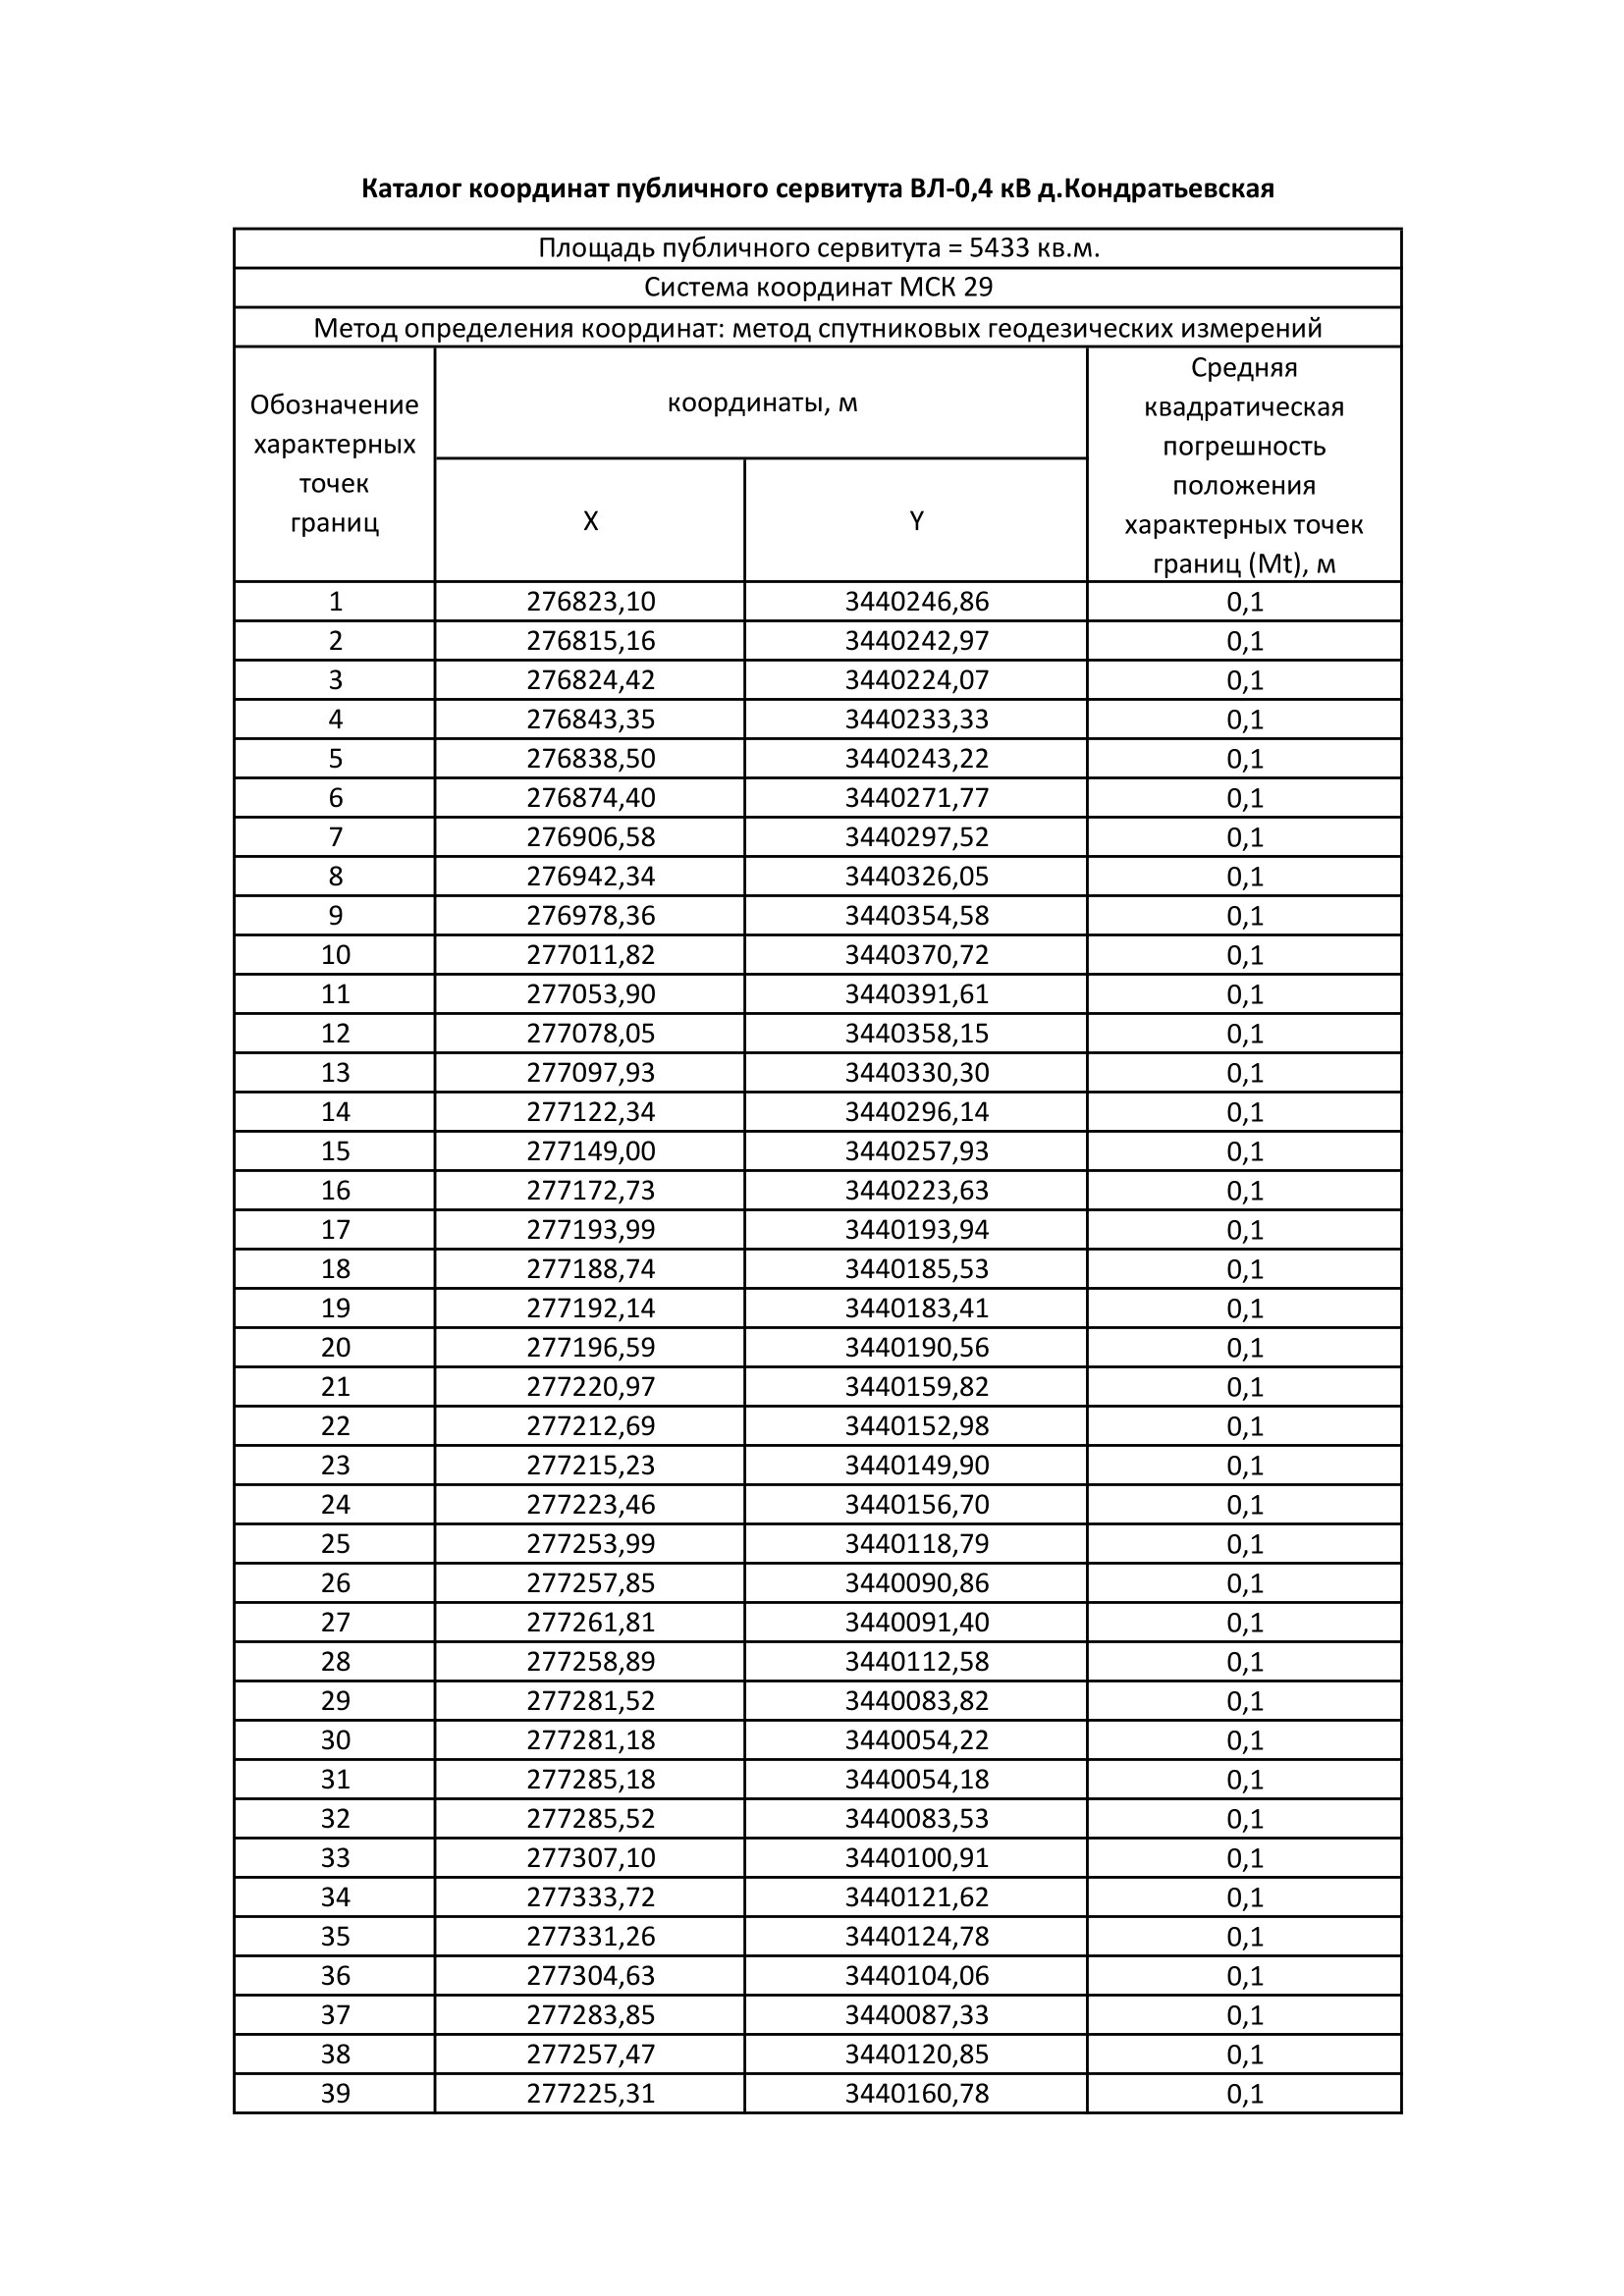 Каталог координат публичного сервитута ВЛ-0,4 кВ д.Кондратьевская
Площадь публичного сервитута = 5433 кв.м.
Система координат МСК 29
Метод определения координат: метод спутниковых геодезических измерений
Обозначение
характерных
точек
границ
координаты, м
X
Y
Средняя
квадратическая
погрешность
положения
характерных точек
границ (Mt), м
1 276823,10 3440246,86 0,1
2 276815,16 3440242,97 0,1
3 276824,42 3440224,07 0,1
4 276843,35 3440233,33 0,1
5 276838,50 3440243,22 0,1
6 276874,40 3440271,77 0,1
7 276906,58 3440297,52 0,1
8 276942,34 3440326,05 0,1
9 276978,36 3440354,58 0,1
10 277011,82 3440370,72 0,1
11 277053,90 3440391,61 0,1
12 277078,05 3440358,15 0,1
13 277097,93 3440330,30 0,1
14 277122,34 3440296,14 0,1
15 277149,00 3440257,93 0,1
16 277172,73 3440223,63 0,1
17 277193,99 3440193,94 0,1
18 277188,74 3440185,53 0,1
19 277192,14 3440183,41 0,1
20 277196,59 3440190,56 0,1
21 277220,97 3440159,82 0,1
22 277212,69 3440152,98 0,1
23 277215,23 3440149,90 0,1
24 277223,46 3440156,70 0,1
25 277253,99 3440118,79 0,1
26 277257,85 3440090,86 0,1
27 277261,81 3440091,40 0,1
28 277258,89 3440112,58 0,1
29 277281,52 3440083,82 0,1
30 277281,18 3440054,22 0,1
31 277285,18 3440054,18 0,1
32 277285,52 3440083,53 0,1
33 277307,10 3440100,91 0,1
34 277333,72 3440121,62 0,1
35 277331,26 3440124,78 0,1
36 277304,63 3440104,06 0,1
37 277283,85 3440087,33 0,1
38 277257,47 3440120,85 0,1
39 277225,31 3440160,78 0,1